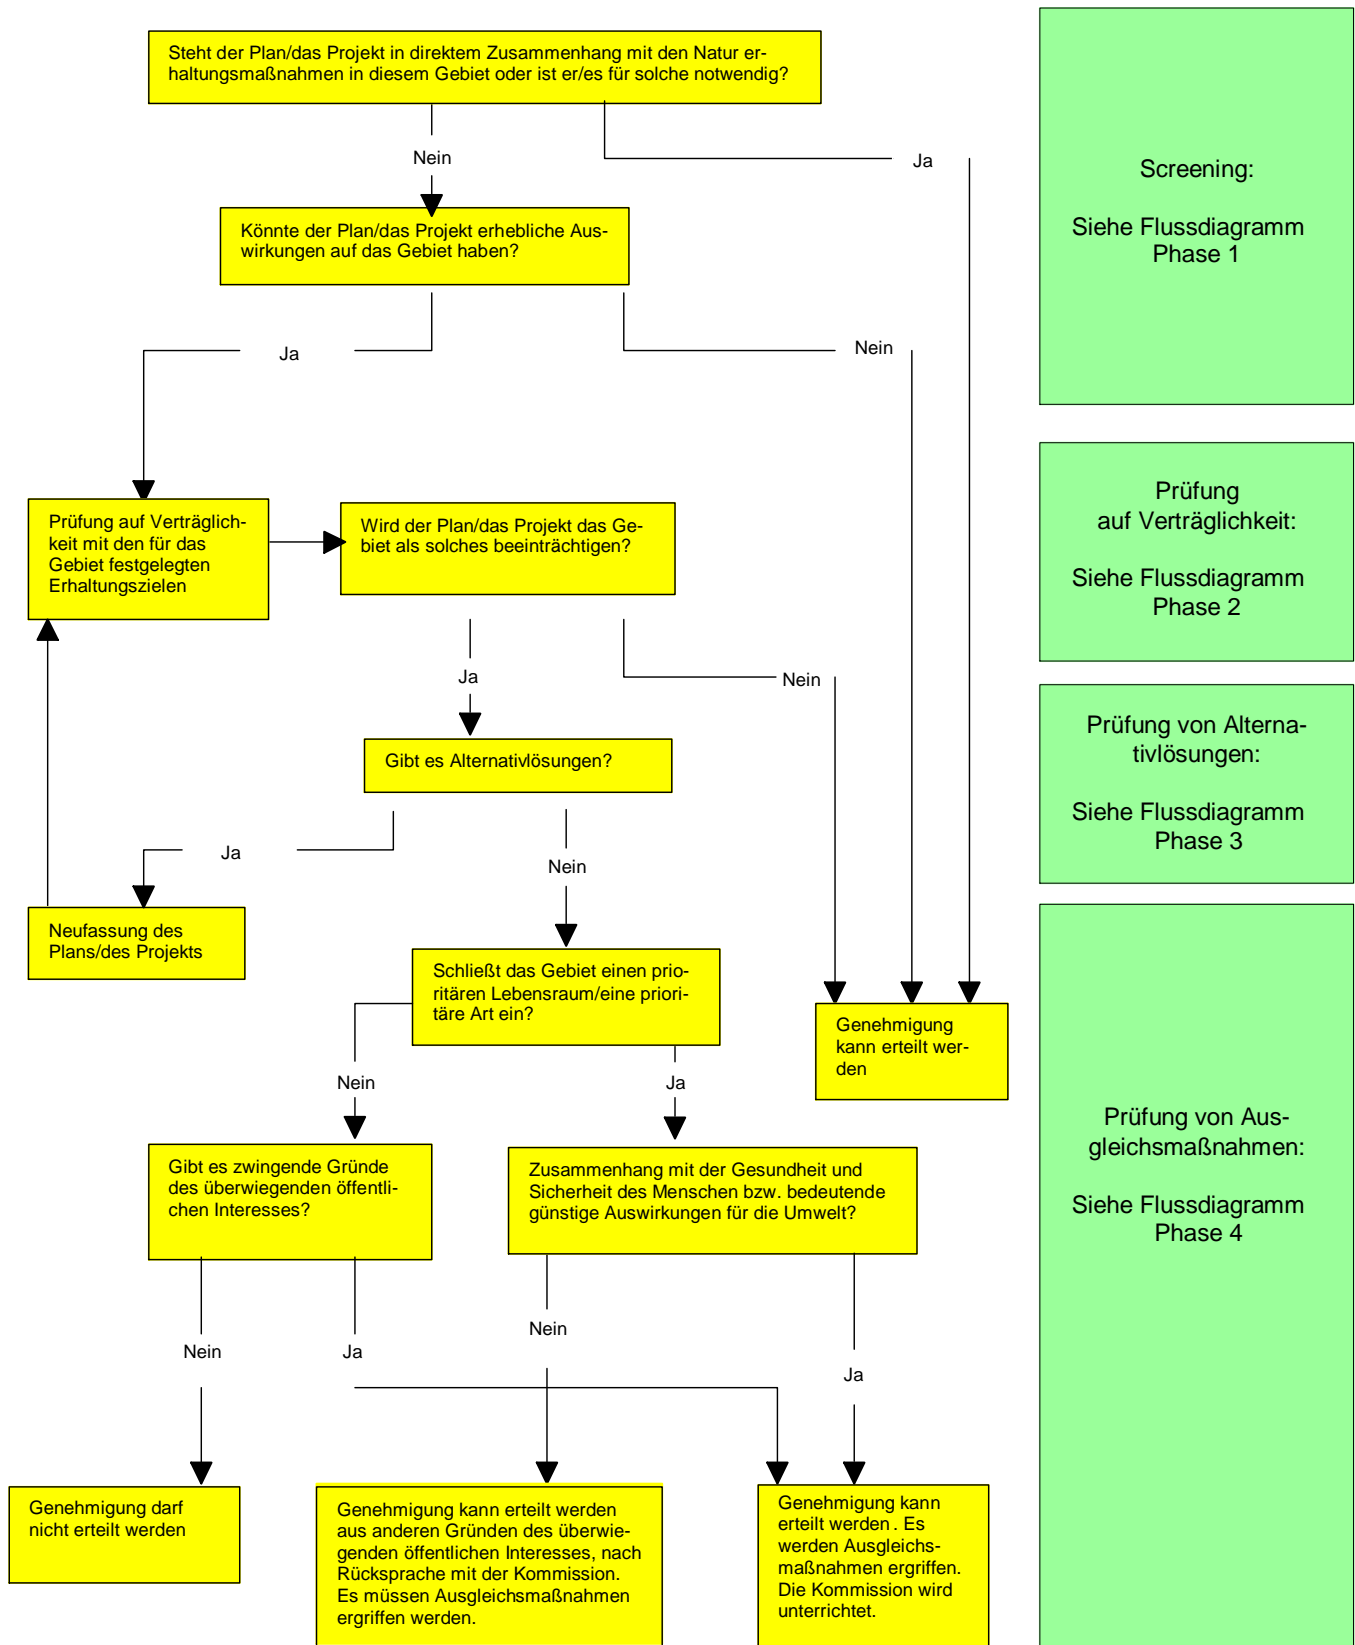 Steht der Plan/das Projekt in direktem Zusammenhang mit den Natur er-
haltungsmaßnahmen in diesem Gebiet oder ist er/es für solche notwendig?
Nein
Ja
Screening:
Siehe Flussdiagramm
Phase 1
Könnte der Plan/das Projekt erhebliche Aus-
wirkungen auf das Gebiet haben?
Ja
Nein
Prüfung auf Verträglich-
keit mit den für das
Gebiet festgelegten
Erhaltungszielen
Wird der Plan/das Projekt das Ge-
biet als solches beeinträchtigen?
Prüfung
auf Verträglichkeit:
Siehe Flussdiagramm
Phase 2
Ja
Nein
Gibt es Alternativlösungen?
Prüfung von Alterna-
tivlösungen:
Siehe Flussdiagramm
Phase 3
Ja
Nein
Neufassung des
Plans/des Projekts
Schließt das Gebiet einen prio-
ritären Lebensraum/eine priori-
täre Art ein?
Genehmigung
kann erteilt wer-
den
Nein
Ja
Prüfung von Aus-
gleichsmaßnahmen:
Siehe Flussdiagramm
Phase 4
Gibt es zwingende Gründe
des überwiegenden öffentli-
chen Interesses?
Zusammenhang mit der Gesundheit und
Sicherheit des Menschen bzw. bedeutende
günstige Auswirkungen für die Umwelt?
Nein
Ja
Nein
Ja
Genehmigung darf
nicht erteilt werden
Genehmigung kann erteilt werden
aus anderen Gründen des überwie-
genden öffentlichen Interesses, nach
Rücksprache mit der Kommission.
Es müssen Ausgleichsmaßnahmen
ergriffen werden.
Genehmigung kann
erteilt werden . Es
werden Ausgleichs-
maßnahmen ergriffen.
Die Kommission wird
unterrichtet.